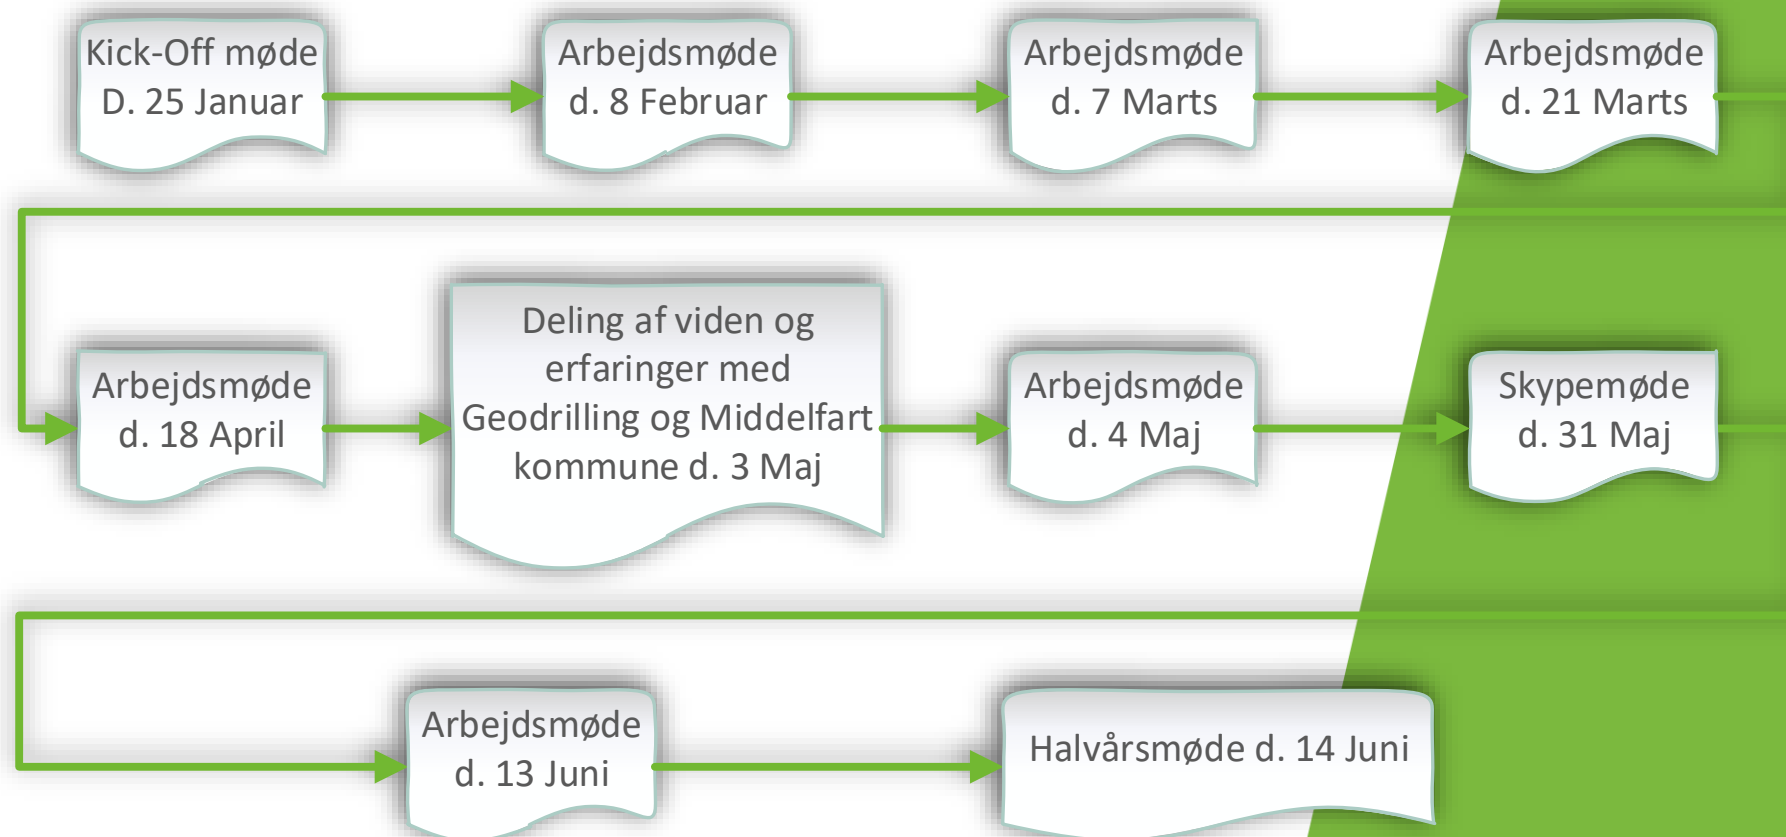 Kick-Off møde
D. 25 Januar
Arbejdsmøde
d. 8 Februar
Arbejdsmøde
d. 7 Marts
Arbejdsmøde
d. 21 Marts
Arbejdsmøde
d. 18 April
Deling af viden og
erfaringer med
Geodrilling og Middelfart
kommune d. 3 Maj
Arbejdsmøde
d. 4 Maj
Skypemøde
d. 31 Maj
Arbejdsmøde
d. 13 Juni
Halvårsmøde d. 14 Juni